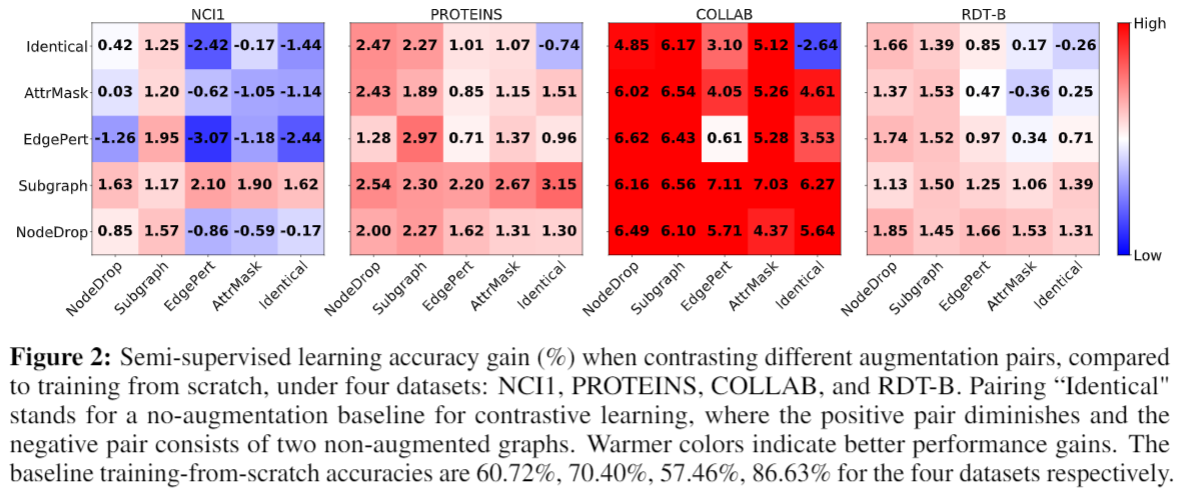 NCI1 PROTEINS COLLAB RDT-B
Identical 0.42 1.25 -2.42 -0.17 -1.44 2.47 2.27 1.01 1.07 -0.74 4.85 6.17 3.10 5.12 -2.64 1.66 1.39 0.85 0.17 -0.26 High
AttrMask 0.03 1.20 -0.62 -1.05 -1.14 2.43 1.89 0.85 1.15 1.51 6.02 6.54 4.05 5.26 4.61 1.37 1.53 0.47 -0.36 0.25
EdgePert -1.26 1.95 -3.07 -1.18 -2.44 1.28 2.97 0.71 1.37 0.96 6.62 6.43 0.61 5.28 3.53 1.74 1.52 0.97 0.34 0.71
Subgraph 1.63 1.17 2.10 1.90 1.62 2.54 2.30 2.20 2.67 3.15 6.16 6.56 7.11 7.03 6.27 1.13 1.50 1.25 1.06 1.39
NodeDrop 0.85 1.57 -0.86 -0.59 -0.17 2.00 2.27 1.62 1.31 1.30 6.49 6.10 5.71 4.37 5.64 1.85 1.45 1.66 1.53 1.31 Low
NodeDrop Subgraph EdgePert AttrMask Identical NodeDrop Subgraph EdgePert AttrMask Identical NodeDrop Subgraph EdgePert AttrMask Identical NodeDrop Subgraph EdgePert AttrMask Identical
Figure 2: Semi-supervised learning accuracy gain (%) when contrasting different augmentation pairs, compared
to training from scratch, under four datasets: NCI1, PROTEINS, COLLAB, and RDT-B. Pairing “Identical"
stands for a no-augmentation baseline for contrastive learning, where the positive pair diminishes and the
negative pair consists of two non-augmented graphs. Warmer colors indicate better performance gains. The
baseline training-from-scratch accuracies are 60.72%, 70.40%, 57.46%, 86.63% for the four datasets respectively.